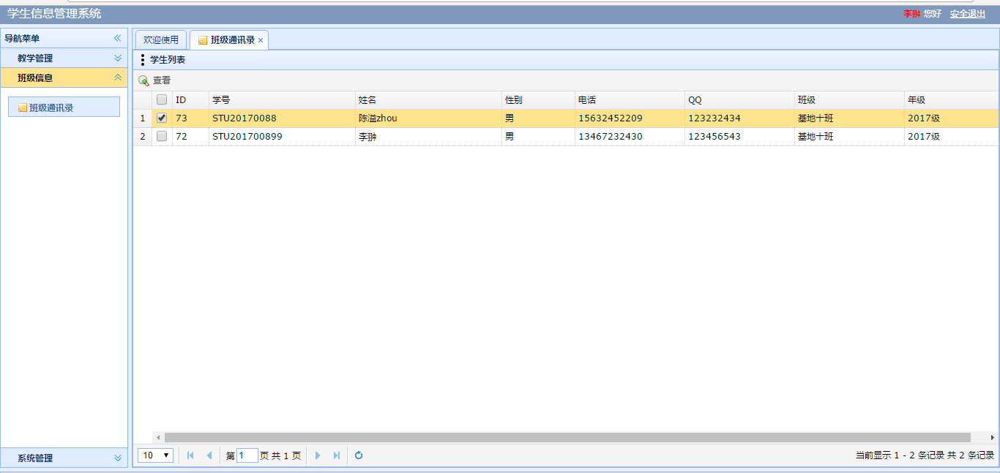 学生信息管理系统 李翀 您好 安全退出
导航菜单
教学管理
班级信息
班级通讯录
系统管理
欢迎使用 班级通讯录
学生列表
查看
ID 学号 姓名 性别 电话 QQ 班级 年级
1 73 STU20170088 陈溢zhou 男 15632452209 123232434 基地十班 2017级
2 72 STU201700899 李翀 男 13467232430 123456543 基地十班 2017级
10 第 1 页 共 1 页 当前显示 1 - 2 条记录 共 2 条记录